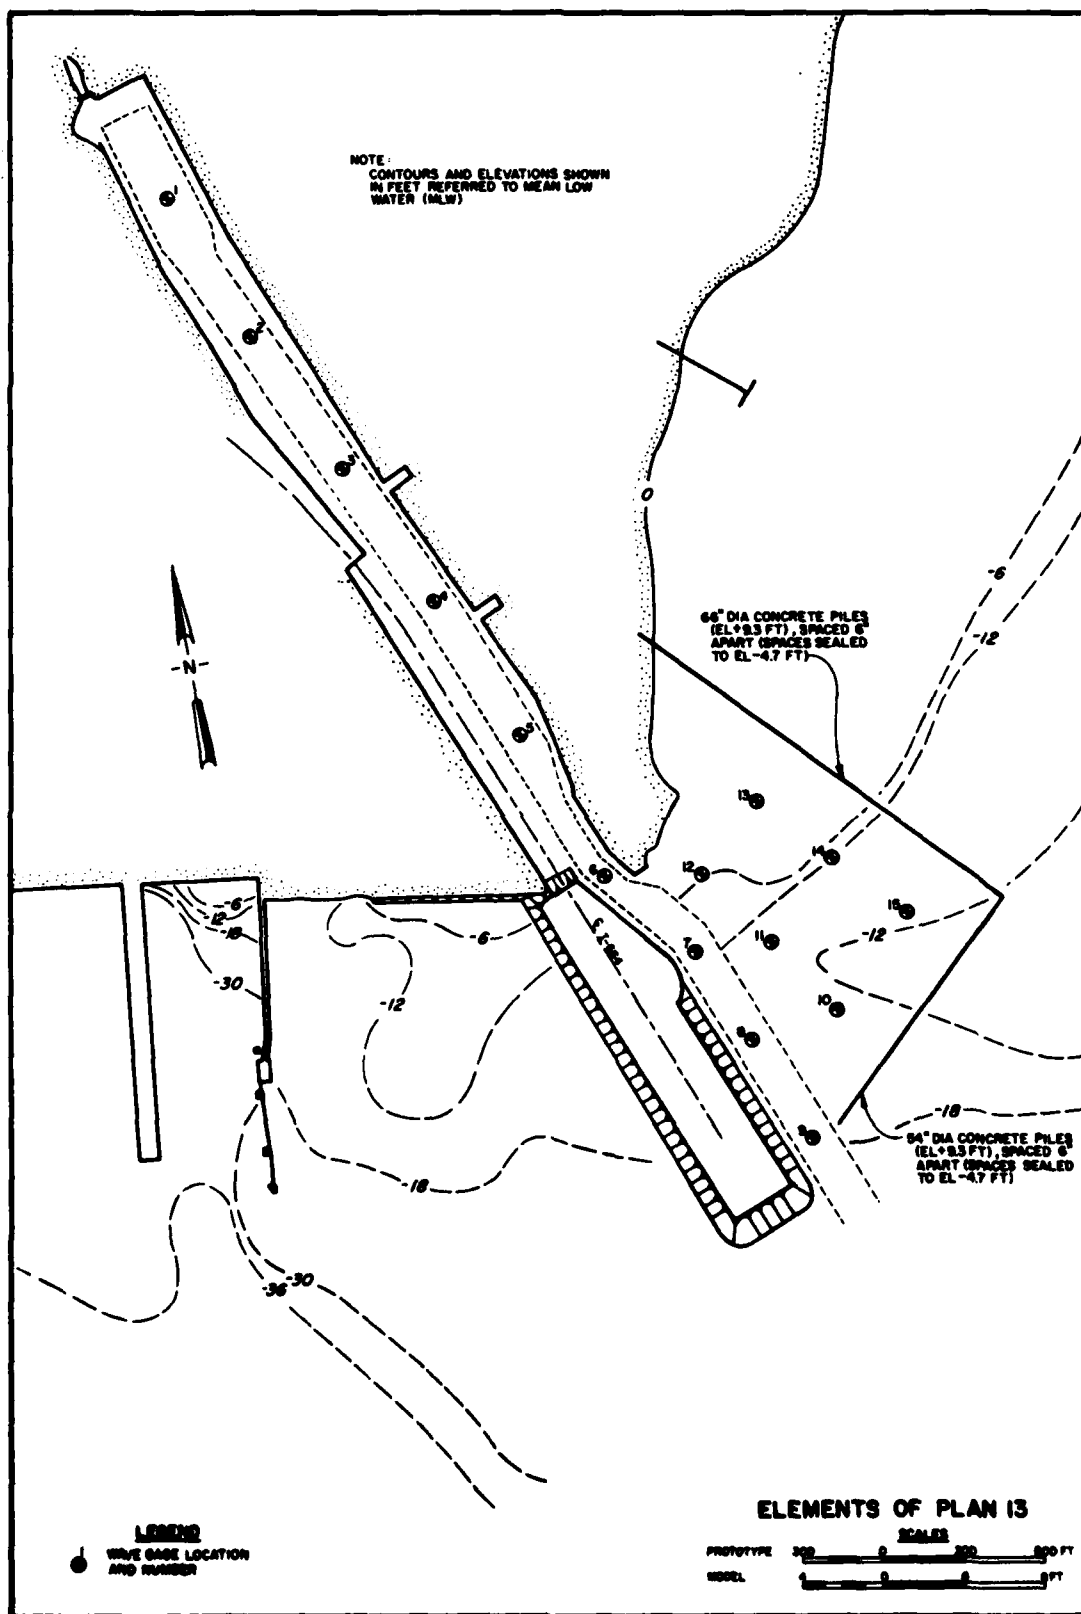 NOTE:
CONTOURS AND ELEVATIONS SHOWN
IN FEET REFERRED TO MEAN LOW
WATER (MLW)
1
2
3
4
5
0
-6
-12
66" DIA CONCRETE PILES
(EL+9.3 FT), SPACED 6"
APART (SPACES SEALED
TO EL-4.7 FT)
-N-
13
14
12
6
15
11
7
-12
10
8
9
-6
-12
-18
-30
-6
-12
-18
-18
54" DIA CONCRETE PILES
(EL+9.3 FT), SPACED 6"
APART (SPACES SEALED
TO EL-4.7 FT)
-30
-36
LEGEND
1
WAVE GAGE LOCATION
AND NUMBER
ELEMENTS OF PLAN 13
SCALES
PROTOTYPE 300 0 FT
MODEL 4 0 4 8 FT